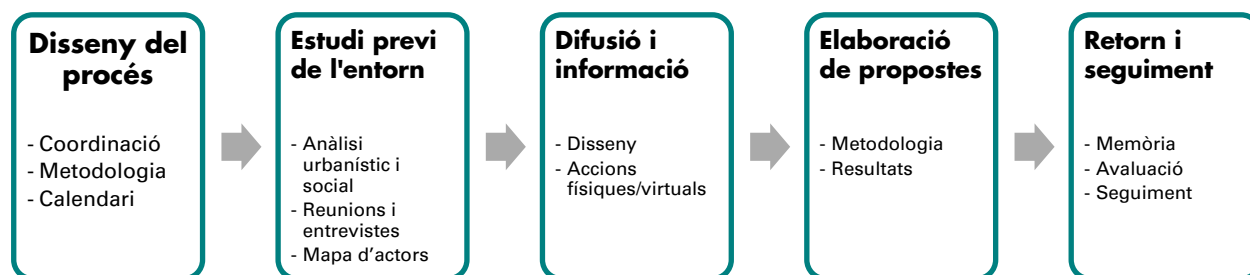 Disseny del
procés
- Coordinació
- Metodologia
- Calendari
Estudi previ
de l'entorn
- Anàlisi
urbanístic i
social
- Reunions i
entrevistes
- Mapa d’actors
Difusió i
informació
- Disseny
- Accions
físiques/virtuals
Elaboració
de propostes
- Metodologia
- Resultats
Retorn i
seguiment
- Memòria
- Avaluació
- Seguiment